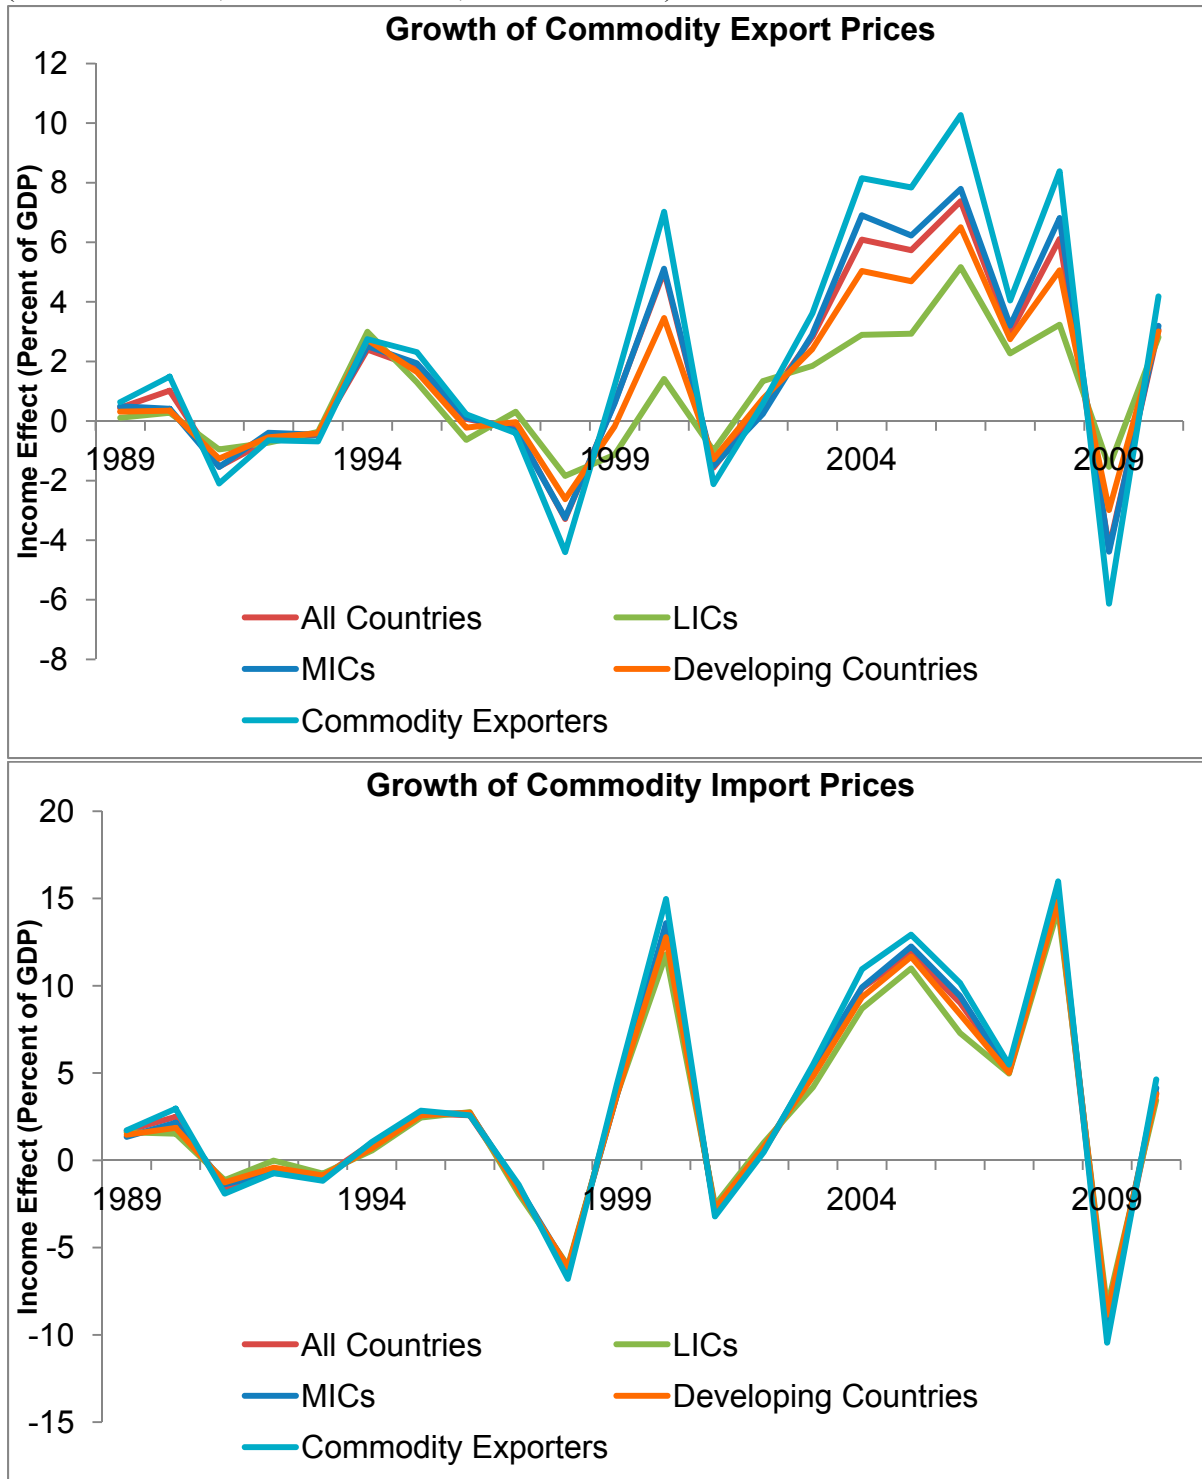 Growth of Commodity Export Prices
Income Effect (Percent of GDP)
12
10
8
6
4
2
0
-2
-4
-6
-8
1989 1994 1999 2004 2009
All Countries LICs
MICs Developing Countries
Commodity Exporters
Growth of Commodity Import Prices
Income Effect (Percent of GDP)
20
15
10
5
0
-5
-10
-15
1989 1994 1999 2004 2009
All Countries LICs
MICs Developing Countries
Commodity Exporters